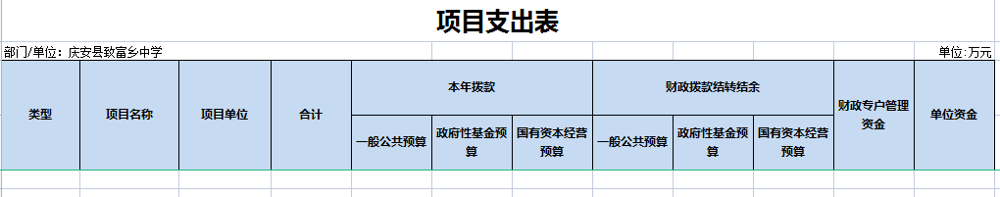 项目支出表
部门/单位：庆安县致富乡中学 单位:万元
类型 项目名称 项目单位 合计 本年拨款 财政拨款结转结余 财政专户管理资金 单位资金
一般公共预算 政府性基金预算 国有资本经营预算 一般公共预算 政府性基金预算 国有资本经营预算